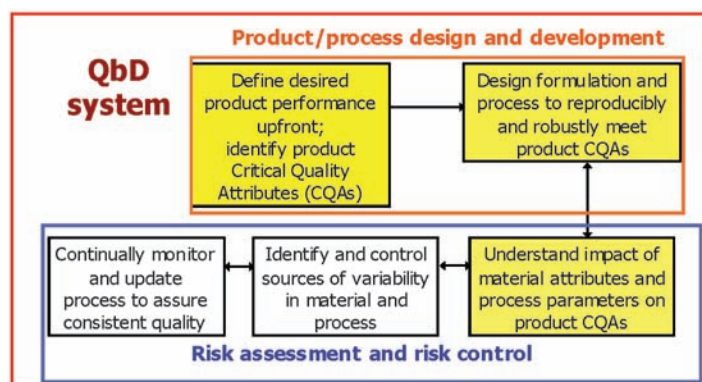 Product/process design and development
QbD
system
Define desired
product performance
upfront;
identify product
Critical Quality
Attributes (CQAs)
Design formulation and
process to reproducibly
and robustly meet
product CQAs
Continually monitor
and update
process to assure
consistent quality
Identify and control
sources of variability
in material and
process
Understand impact of
material attributes and
process parameters on
product CQAs
Risk assessment and risk control